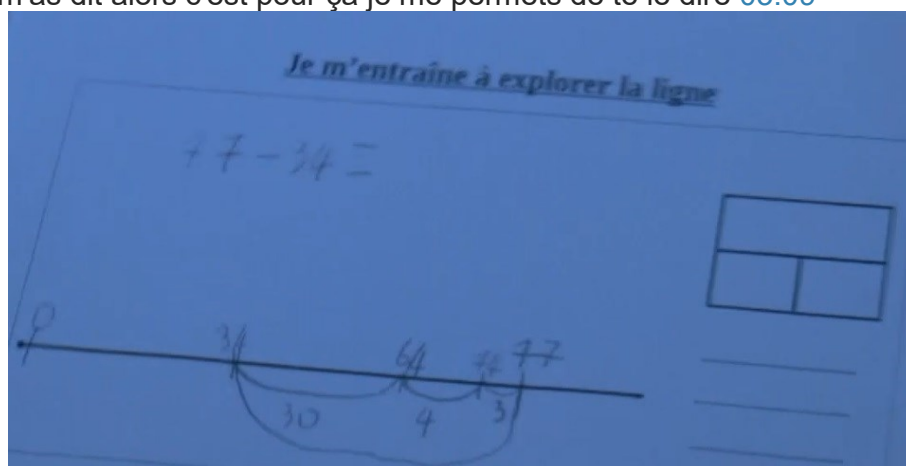 m'as dit alors c'est pour ça je me permets de te le dire
Je m'entraîne à explorer la ligne
77 - 34 =
0 34 64 74 77
30 4 3